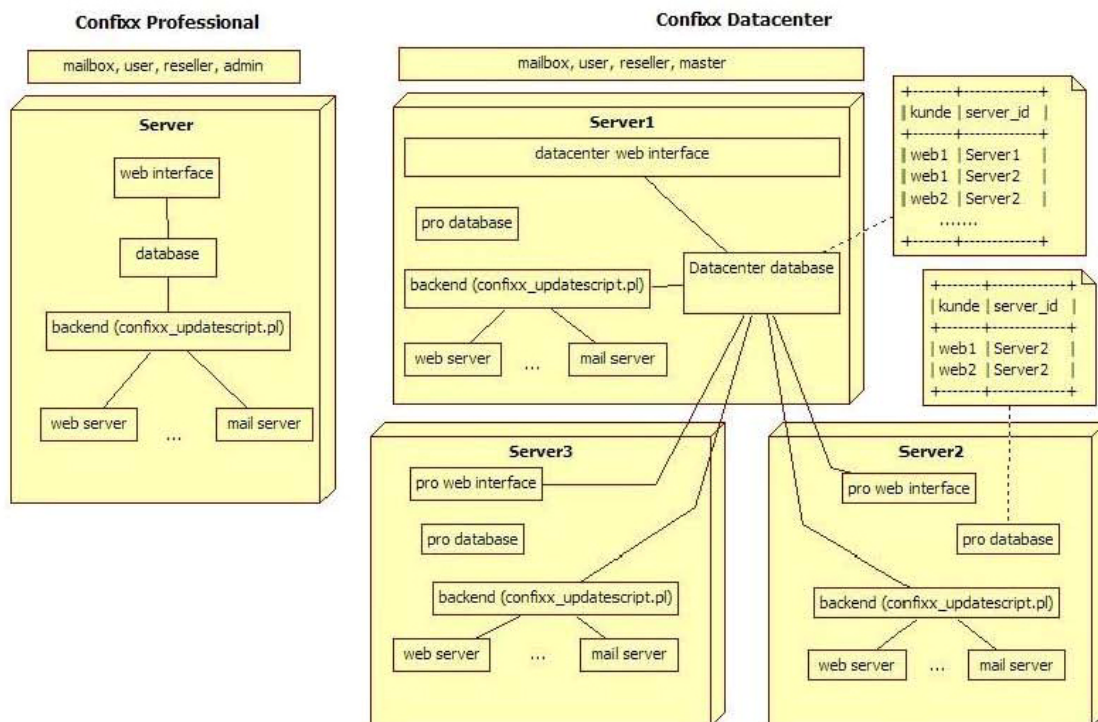 Confixx Professional
mailbox, user, reseller, admin
Server
web interface
database
backend (confixx_updatescript.pl)
web server
...
mail server
Confixx Datacenter
mailbox, user, reseller, master
Server1
datacenter web interface
pro database
Datacenter database
backend (confixx_updatescript.pl)
web server
...
mail server
+-------+------------+
| kunde | server_id |
+-------+------------+
| web1 | Server1 |
| web1 | Server2 |
| web2 | Server2 |
.......
+-------+------------+
+-------+------------+
| kunde | server_id |
+-------+------------+
| web1 | Server2 |
| web2 | Server2 |
+-------+------------+
Server3
pro web interface
pro database
backend (confixx_updatescript.pl)
web server
...
mail server
Server2
pro web interface
pro database
backend (confixx_updatescript.pl)
web server
...
mail server